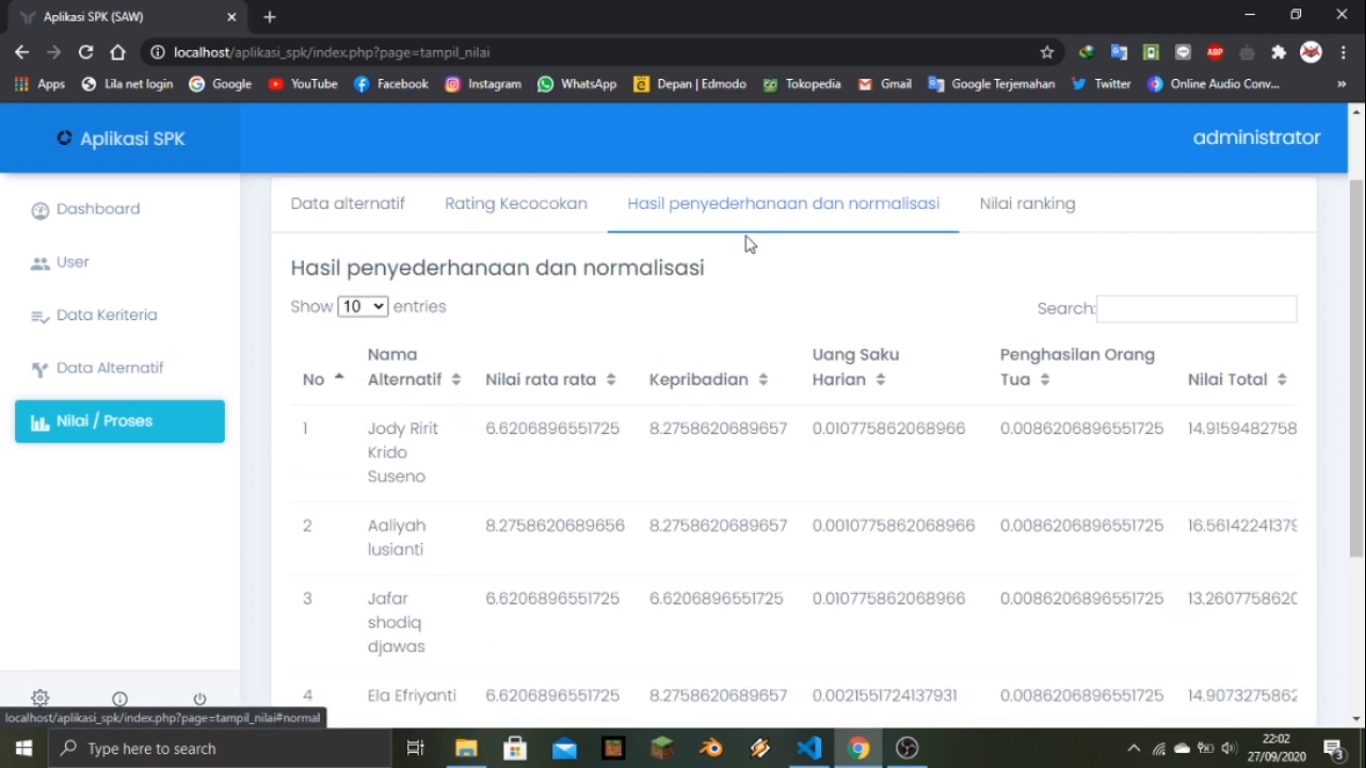 Aplikasi SPK (SAW)
localhost/aplikasi_spk/index.php?page=tampil_nilai
ABP
Apps Lila net login Google YouTube Facebook Instagram WhatsApp Depan | Edmodo Tokopedia Gmail Google Terjemahan Twitter Online Audio Conv... »
Aplikasi SPK
administrator
Dashboard
User
Data Keriteria
Data Alternatif
Nilai / Proses
Data alternatif Rating Kecocokan Hasil penyederhanaan dan normalisasi Nilai ranking
Hasil penyederhanaan dan normalisasi
Show 10 entries
Search:
No Nama Alternatif Nilai rata rata Kepribadian Uang Saku Harian Penghasilan Orang Tua Nilai Total
1 Jody Ririt Krido Suseno 6.6206896551725 8.2758620689657 0.010775862068966 0.0086206896551725 14.9159482758
2 Aaliyah lusianti 8.2758620689656 8.2758620689657 0.0010775862068966 0.0086206896551725 16.56142241379
3 Jafar shodiq djawas 6.6206896551725 6.6206896551725 0.010775862068966 0.0086206896551725 13.2607758620
4 Ela Efriyanti 6.6206896551725 8.2758620689657 0.0021551724137931 0.0086206896551725 14.9073275862
localhost/aplikasi_spk/index.php?page=tampil_nilai#normal
Type here to search
22:02
27/09/2020
3